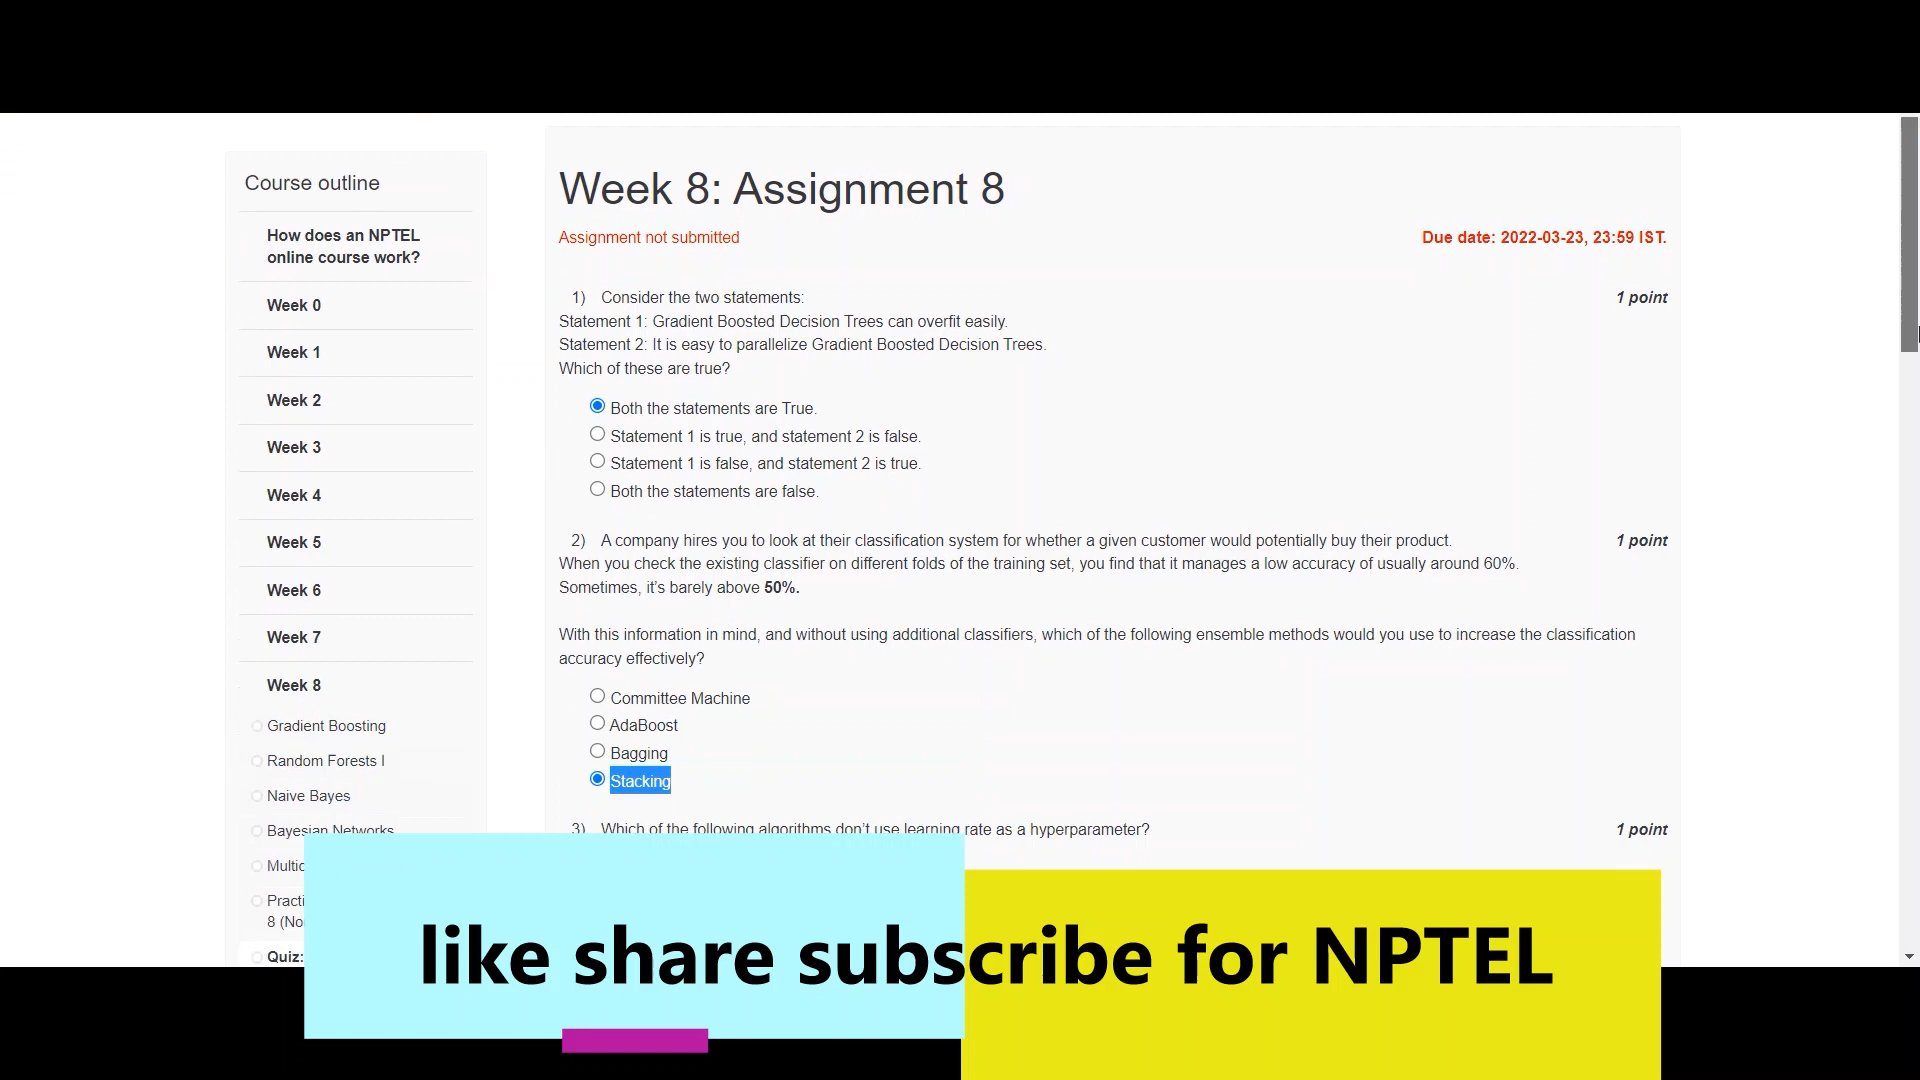 Course outline
How does an NPTEL
online course work?
Week 0
Week 1
Week 2
Week 3
Week 4
Week 5
Week 6
Week 7
Week 8
Gradient Boosting
Random Forests I
Naive Bayes
Bayesian Networks
Multic
Practi
8 (No
Quiz:
Week 8: Assignment 8
Assignment not submitted
Due date: 2022-03-23, 23:59 IST.
1) Consider the two statements:
1 point
Statement 1: Gradient Boosted Decision Trees can overfit easily.
Statement 2: It is easy to parallelize Gradient Boosted Decision Trees.
Which of these are true?
Both the statements are True.
Statement 1 is true, and statement 2 is false.
Statement 1 is false, and statement 2 is true.
Both the statements are false.
2) A company hires you to look at their classification system for whether a given customer would potentially buy their product.
1 point
When you check the existing classifier on different folds of the training set, you find that it manages a low accuracy of usually around 60%.
Sometimes, it's barely above 50%.
With this information in mind, and without using additional classifiers, which of the following ensemble methods would you use to increase the classification
accuracy effectively?
Committee Machine
AdaBoost
Bagging
Stacking
3) Which of the following algorithms don't use learning rate as a hyperparameter?
1 point
like share subscribe for NPTEL